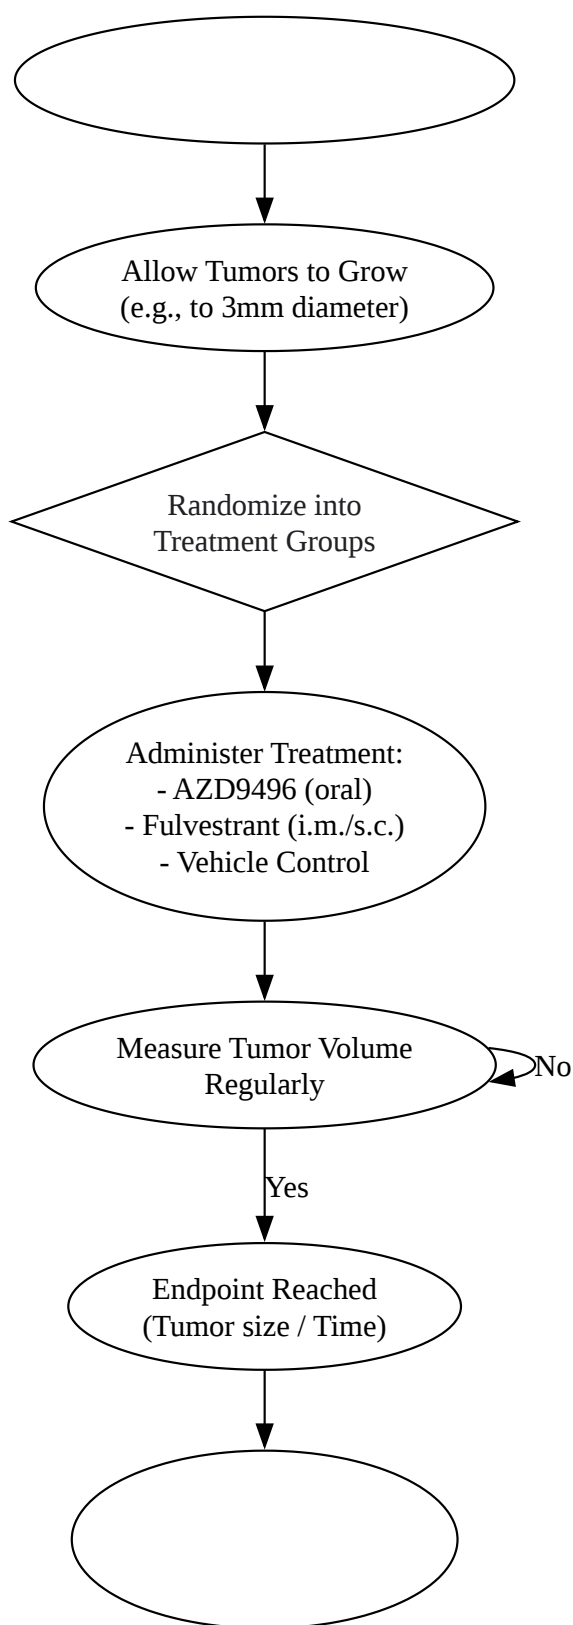 Allow Tumors to Grow
(e.g., to 3mm diameter)
Randomize into
Treatment Groups
Administer Treatment:
- AZD9496 (oral)
- Fulvestrant (i.m./s.c.)
- Vehicle Control
Measure Tumor Volume
Regularly
No
Yes
Endpoint Reached
(Tumor size / Time)